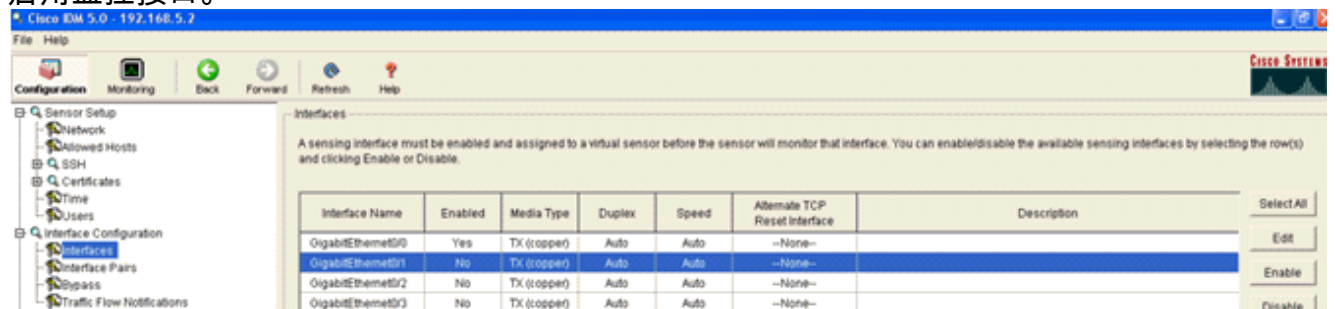 启用监控接口。
Cisco IDM 5.0 - 192.168.5.2
File Help
Configuration Monitoring Back Forward Refresh Help
CISCO SYSTEMS
Sensor Setup
Network
Allowed Hosts
SSH
Certificates
Time
Users
Interface Configuration
Interfaces
Interface Pairs
Bypass
Traffic Flow Notifications
Interfaces
A sensing interface must be enabled and assigned to a virtual sensor before the sensor will monitor that interface. You can enable/disable the available sensing interfaces by selecting the row(s)
and clicking Enable or Disable.
Interface Name Enabled Media Type Duplex Speed Alternate TCP Reset Interface Description
GigabitEthernet0/0 Yes TX (copper) Auto Auto --None--
GigabitEthernet0/1 No TX (copper) Auto Auto --None--
GigabitEthernet0/2 No TX (copper) Auto Auto --None--
GigabitEthernet0/3 No TX (copper) Auto Auto --None--
Select All
Edit
Enable
Disable